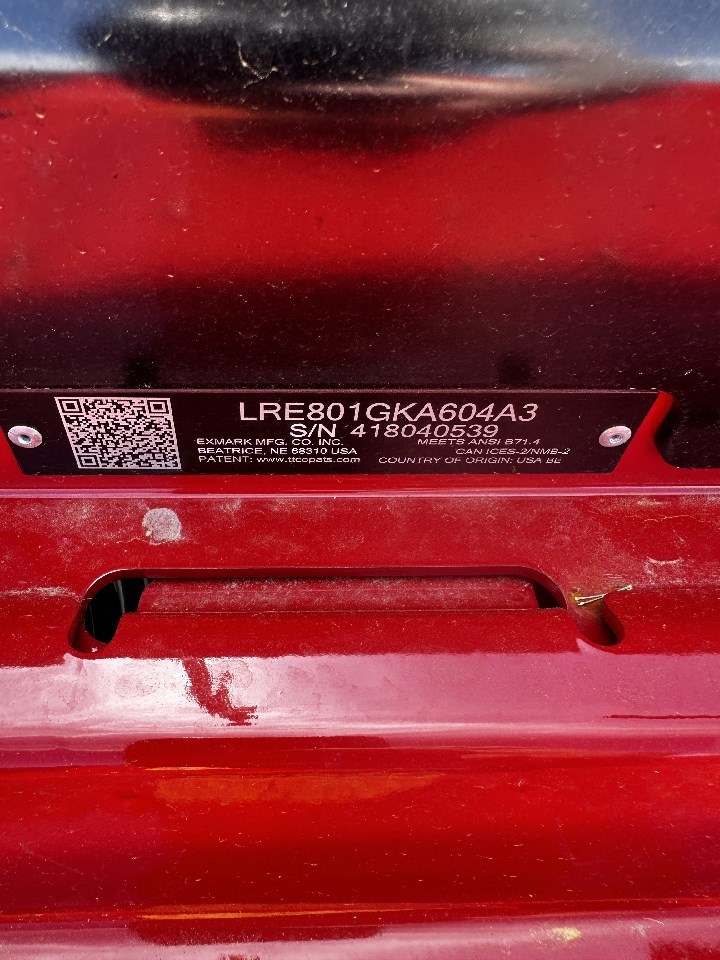 LRE801GKA604A3
S/N 418040539
EXMARK MFG. CO. INC.
BEATRICE, NE 68310 USA
PATENT: www.ttcopats.com
MEETS ANSI B71.4
CAN ICES-2/NMB-2
COUNTRY OF ORIGIN: USA BE